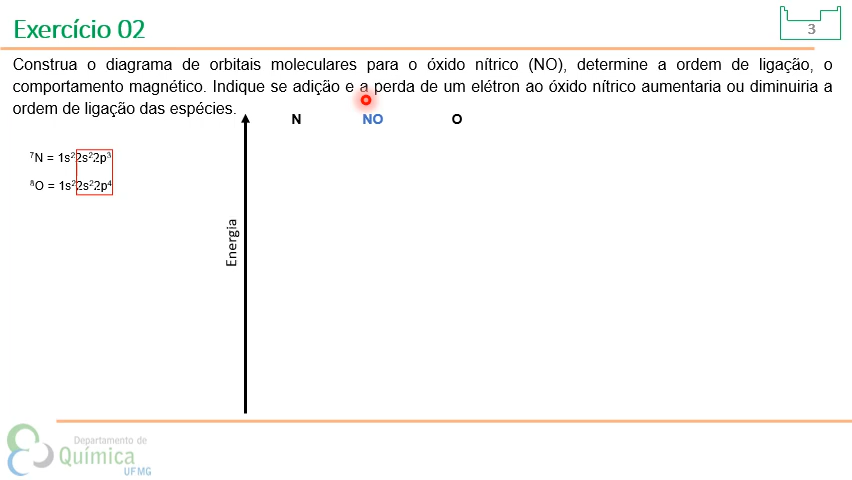 Exercício 02
3
Construa o diagrama de orbitais moleculares para o óxido nítrico (NO), determine a ordem de ligação, o
comportamento magnético. Indique se adição e a perda de um elétron ao óxido nítrico aumentaria ou diminuiria a
ordem de ligação das espécies.
N NO O
⁷N = 1s²2s²2p³
⁸O = 1s²2s²2p⁴
Energia
Departamento de
Química
UFMG